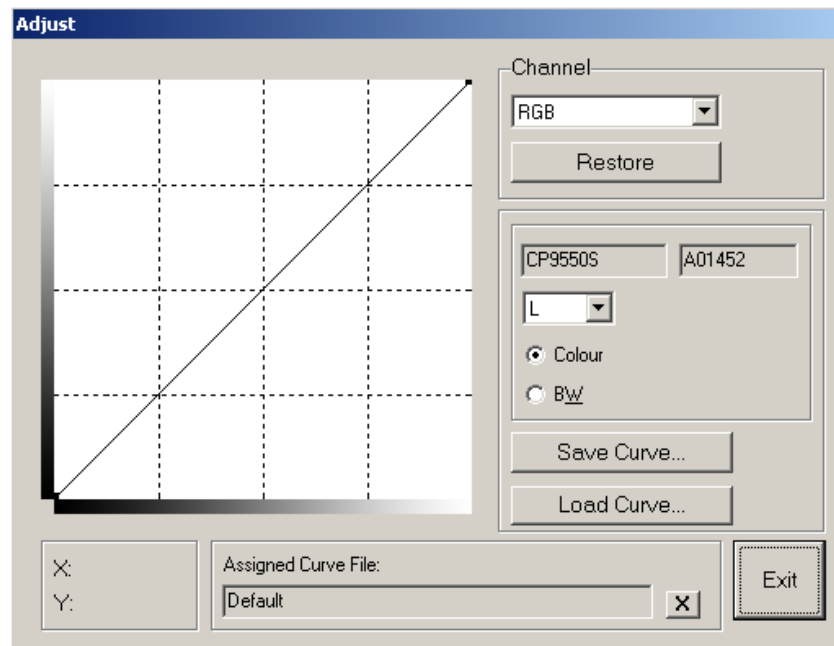 Adjust
Channel
RGB
Restore
CP9550S
A01452
L
Colour
BW
Save Curve...
Load Curve...
X:
Y:
Assigned Curve File:
Default
X
Exit